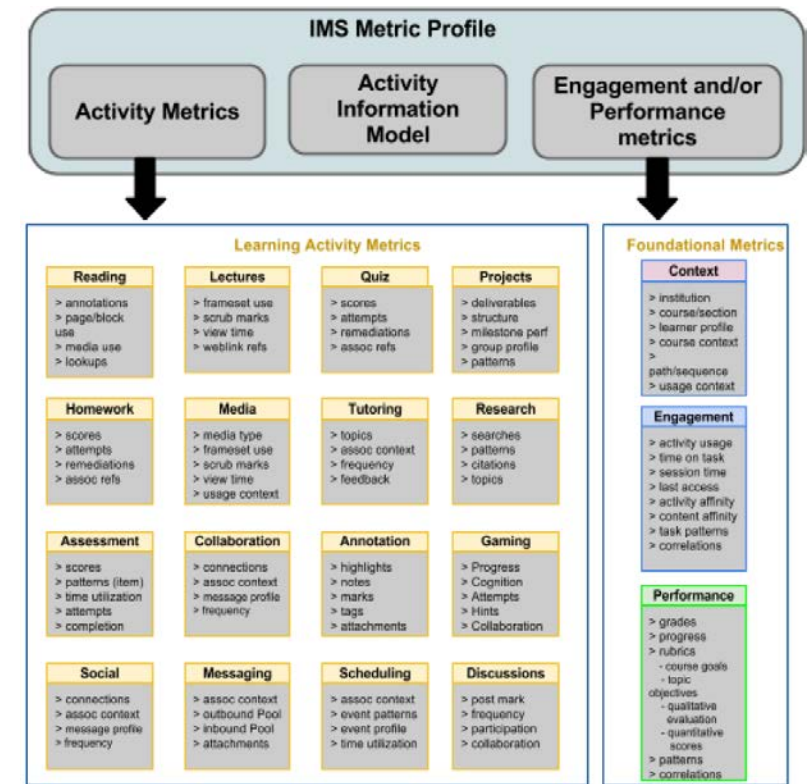 IMS Metric Profile
Activity Metrics
Activity
Information
Model
Engagement and/or
Performance
metrics
Learning Activity Metrics
Reading
> annotations
> page/block
use
> media use
> lookups
Lectures
> frameset use
> scrub marks
> view time
> weblink refs
Quiz
> scores
> attempts
> remediations
> assoc refs
Projects
> deliverables
> structure
> milestone perf
> group profile
> patterns
Homework
> scores
> attempts
> remediations
> assoc refs
Media
> media type
> frameset use
> scrub marks
> view time
> usage context
Tutoring
> topics
> assoc context
> frequency
> feedback
Research
> searches
> patterns
> citations
> topics
Assessment
> scores
> patterns (item)
> time utilization
> attempts
> completion
Collaboration
> connections
> assoc context
> message profile
> frequency
Annotation
> highlights
> notes
> marks
> tags
> attachments
Gaming
> Progress
> Cognition
> Attempts
> Hints
> Collaboration
Social
> connections
> assoc context
> message profile
> frequency
Messaging
> assoc context
> outbound Pool
> inbound Pool
> attachments
Scheduling
> assoc context
> event patterns
> event profile
> time utilization
Discussions
> post mark
> frequency
> participation
> collaboration
Foundational Metrics
Context
> institution
> course/section
> learner profile
> course context
>
path/sequence
> usage context
Engagement
> activity usage
> time on task
> session time
> last access
> activity affinity
> content affinity
> task patterns
> correlations
Performance
> grades
> progress
> rubrics
- course goals
- topic
objectives
- qualitative
evaluation
- quantitative
scores
> patterns
> correlations